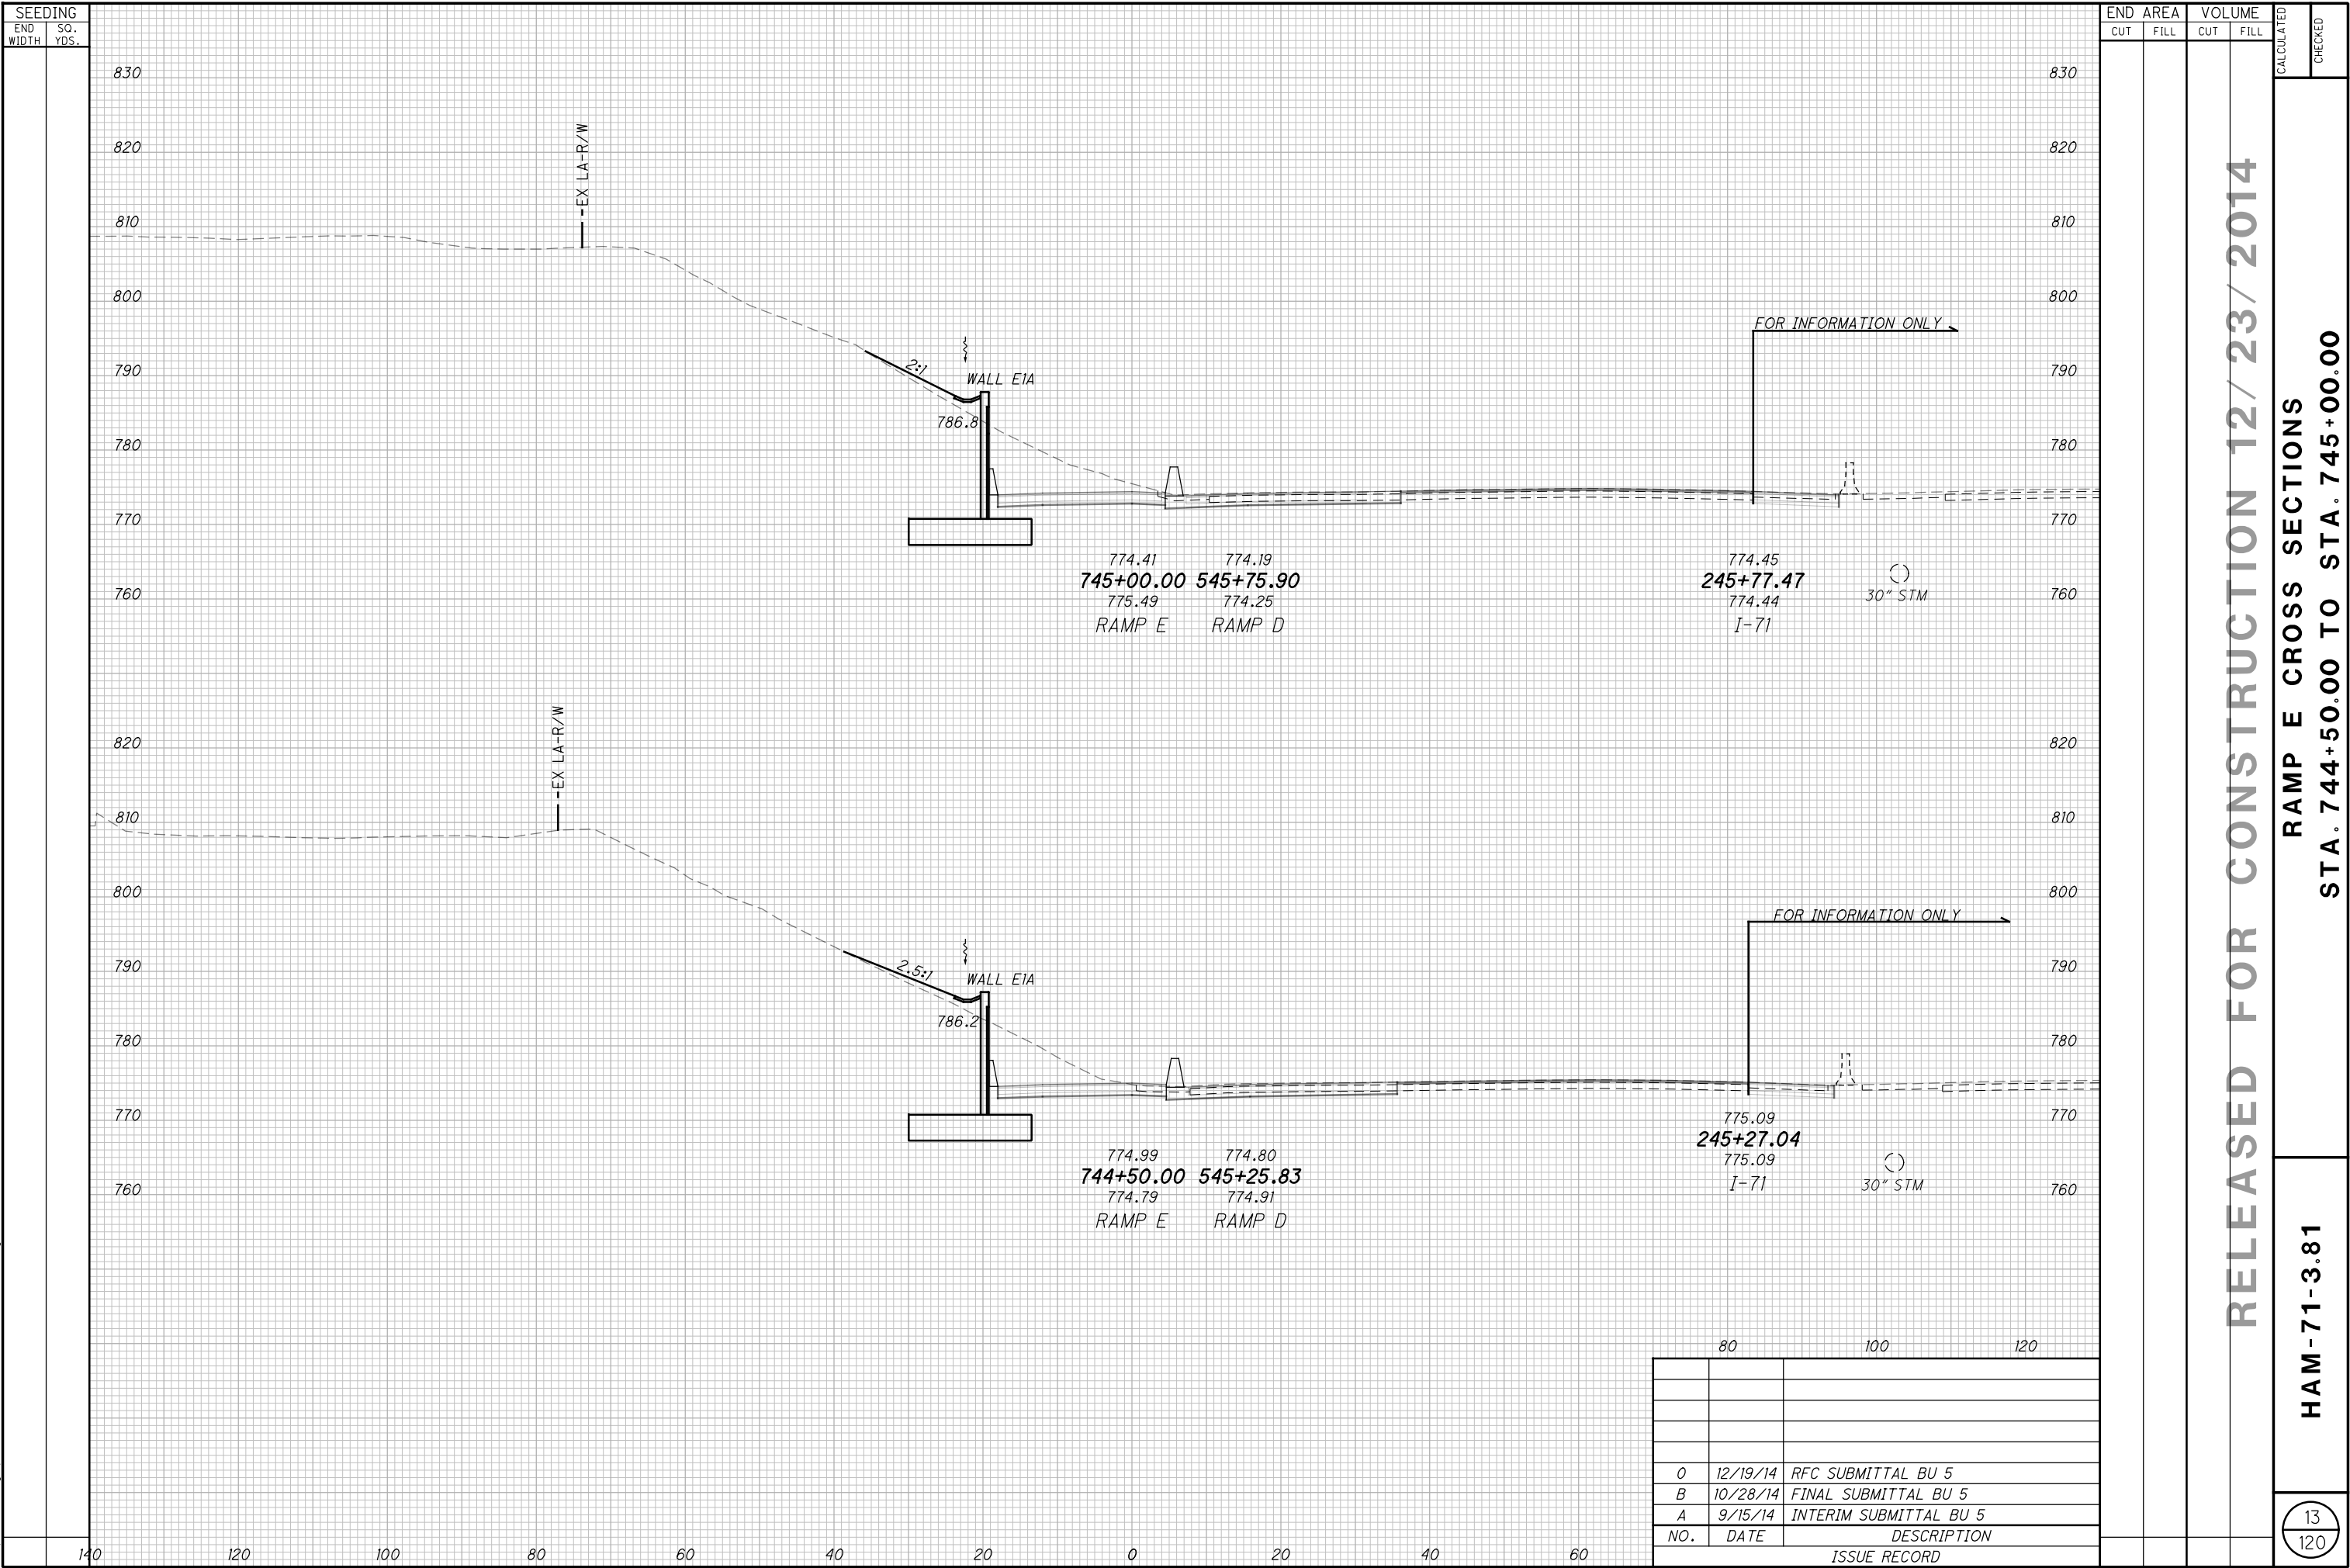 SEEDING
END WIDTH
SQ. YDS.
END AREA
VOLUME
CUT
FILL
CUT
FILL
CALCULATED
CHECKED
830
830
820
820
810
810
800
800
790
790
780
780
770
770
760
760
EX LA-R/W
2:1
WALL E1A
786.8
FOR INFORMATION ONLY
774.41
745+00.00
775.49
RAMP E
774.19
545+75.90
774.25
RAMP D
774.45
245+77.47
774.44
I-71
30" STM
820
820
810
810
800
800
790
790
780
780
770
770
760
760
EX LA-R/W
2.5:1
WALL E1A
786.2
FOR INFORMATION ONLY
774.99
744+50.00
774.79
RAMP E
774.80
545+25.83
774.91
RAMP D
775.09
245+27.04
775.09
I-71
30" STM
80 100 120
0 12/19/14 RFC SUBMITTAL BU 5
B 10/28/14 FINAL SUBMITTAL BU 5
A 9/15/14 INTERIM SUBMITTAL BU 5
NO. DATE DESCRIPTION
ISSUE RECORD
140 120 100 80 60 40 20 0 20 40 60
RELEASED FOR CONSTRUCTION 12/23/2014
RAMP E CROSS SECTIONS
STA. 744+50.00 TO STA. 745+00.00
HAM-71-3.81
13
120